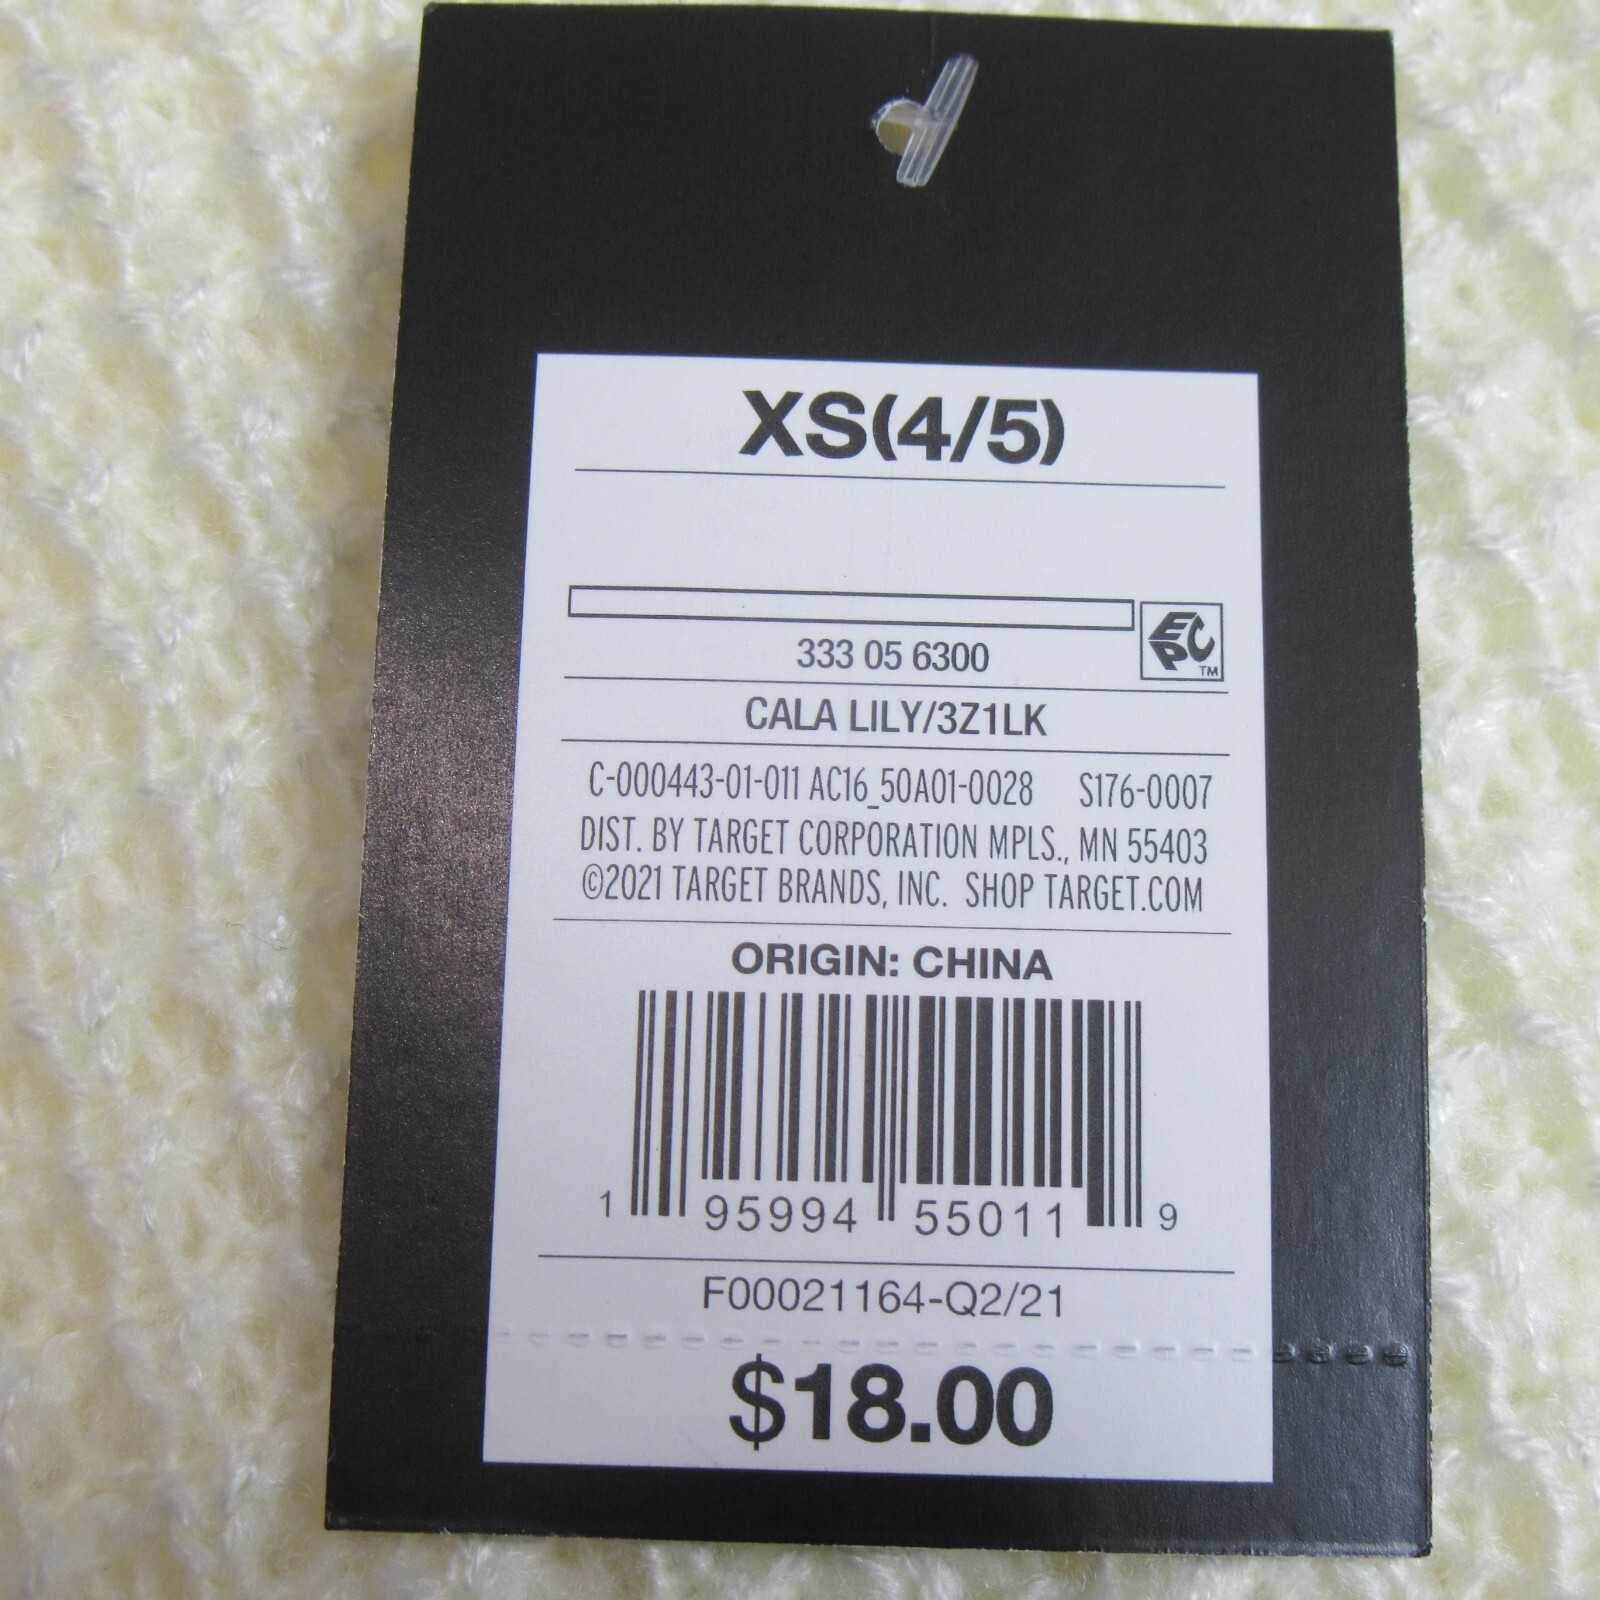 XS(4/5)
333 05 6300
EPC™
CALA LILY/3Z1LK
C-000443-01-011 AC16_50A01-0028 S176-0007
DIST. BY TARGET CORPORATION MPLS., MN 55403
©2021 TARGET BRANDS, INC. SHOP TARGET.COM
ORIGIN: CHINA
1 95994 55011 9
F00021164-Q2/21
$18.00